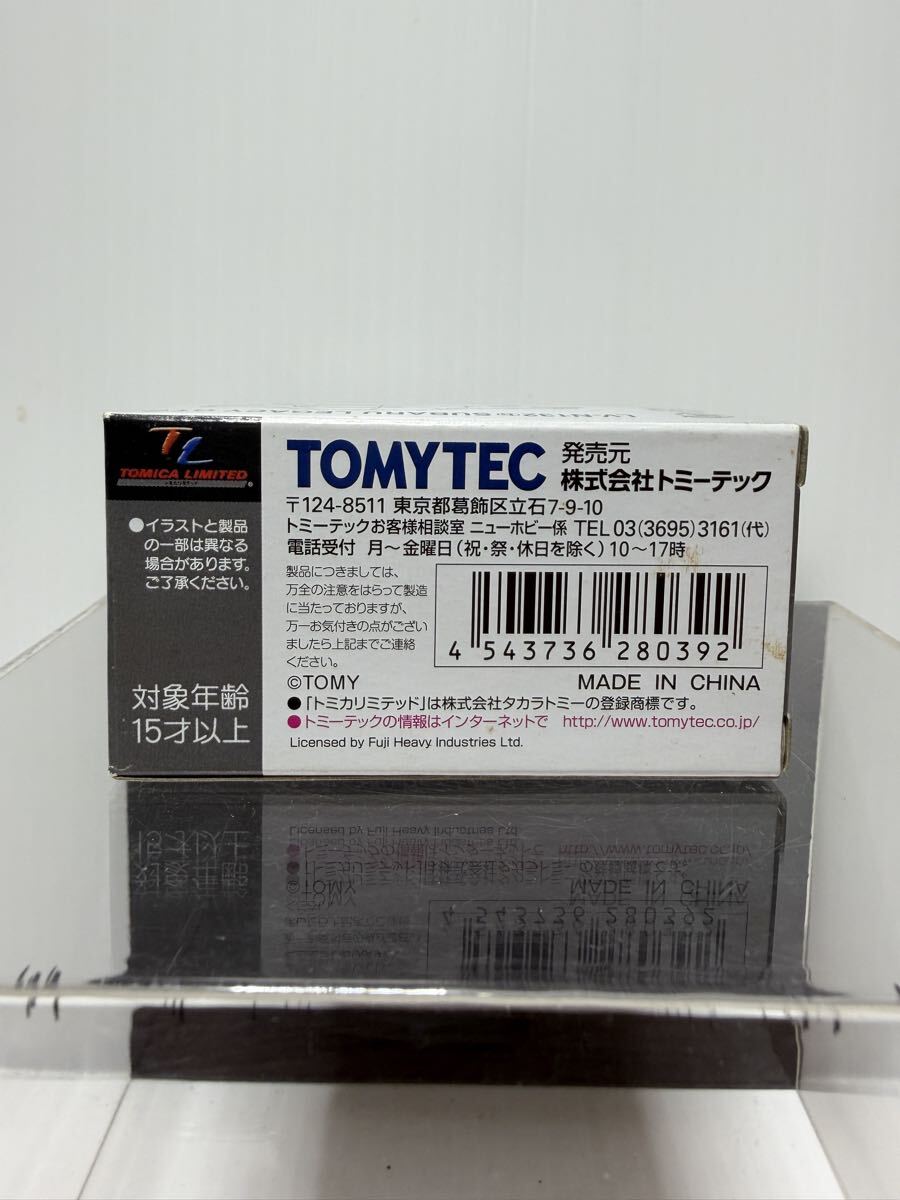 SUBARU LEGACY
TL
TOMICA LIMITED
®
●イラストと製品
の一部は異なる
場合があります。
ご了承ください。
対象年齢
15才以上
TOMYTEC
発売元
株式会社トミーテック
〒124-8511 東京都葛飾区立石7-9-10
トミーテックお客様相談室 ニューホビー係 TEL 03(3695)3161(代)
電話受付 月～金曜日(祝・祭・休日を除く)10～17時
製品につきましては、
万全の注意をはらって製造
に当たっておりますが、
万一お気付きの点がござい
ましたら上記までご連絡
ください。
4 543736 280392
©TOMY
MADE IN CHINA
●「トミカリミテッド」は株式会社タカラトミーの登録商標です。
●トミーテックの情報はインターネットで http://www.tomytec.co.jp/
Licensed by Fuji Heavy Industries Ltd.